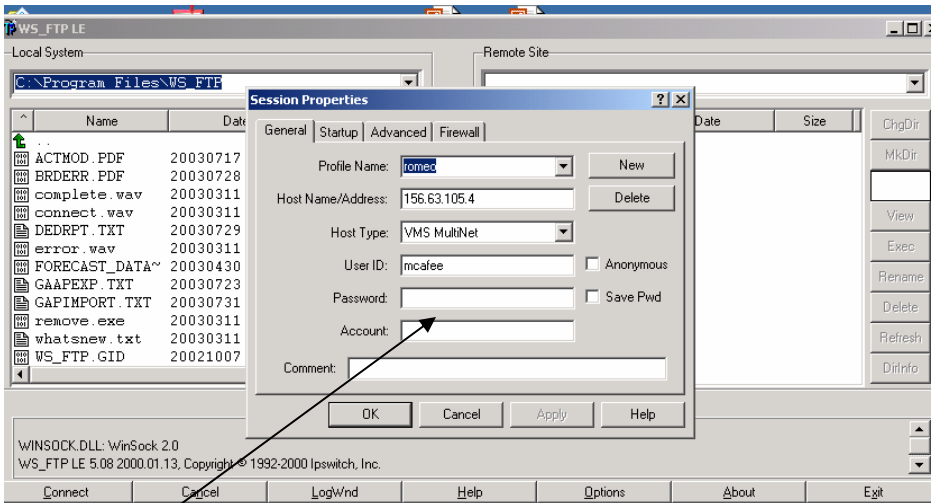 WS_FTP LE
Local System
Remote Site
C:\Program Files\WS_FTP
Session Properties
General Startup Advanced Firewall
Profile Name: romeo New
Host Name/Address: 156.63.105.4 Delete
Host Type: VMS MultiNet
User ID: mcafee Anonymous
Password: Save Pwd
Account:
Comment:
OK Cancel Apply Help
^ Name Date
..
ACTMOD.PDF 20030717
BRDERR.PDF 20030728
complete.wav 20030311
connect.wav 20030311
DEDRPT.TXT 20030729
error.wav 20030311
FORECAST_DATA~ 20030430
GAAPEXP.TXT 20030723
GAPIMPORT.TXT 20030731
remove.exe 20030311
whatsnew.txt 20030311
WS_FTP.GID 20021007
Date Size
ChgDir
MkDir
View
Exec
Rename
Delete
Refresh
DirInfo
WINSOCK.DLL: WinSock 2.0
WS_FTP LE 5.08 2000.01.13, Copyright © 1992-2000 Ipswitch, Inc.
Connect Cancel LogWnd Help Options About Exit